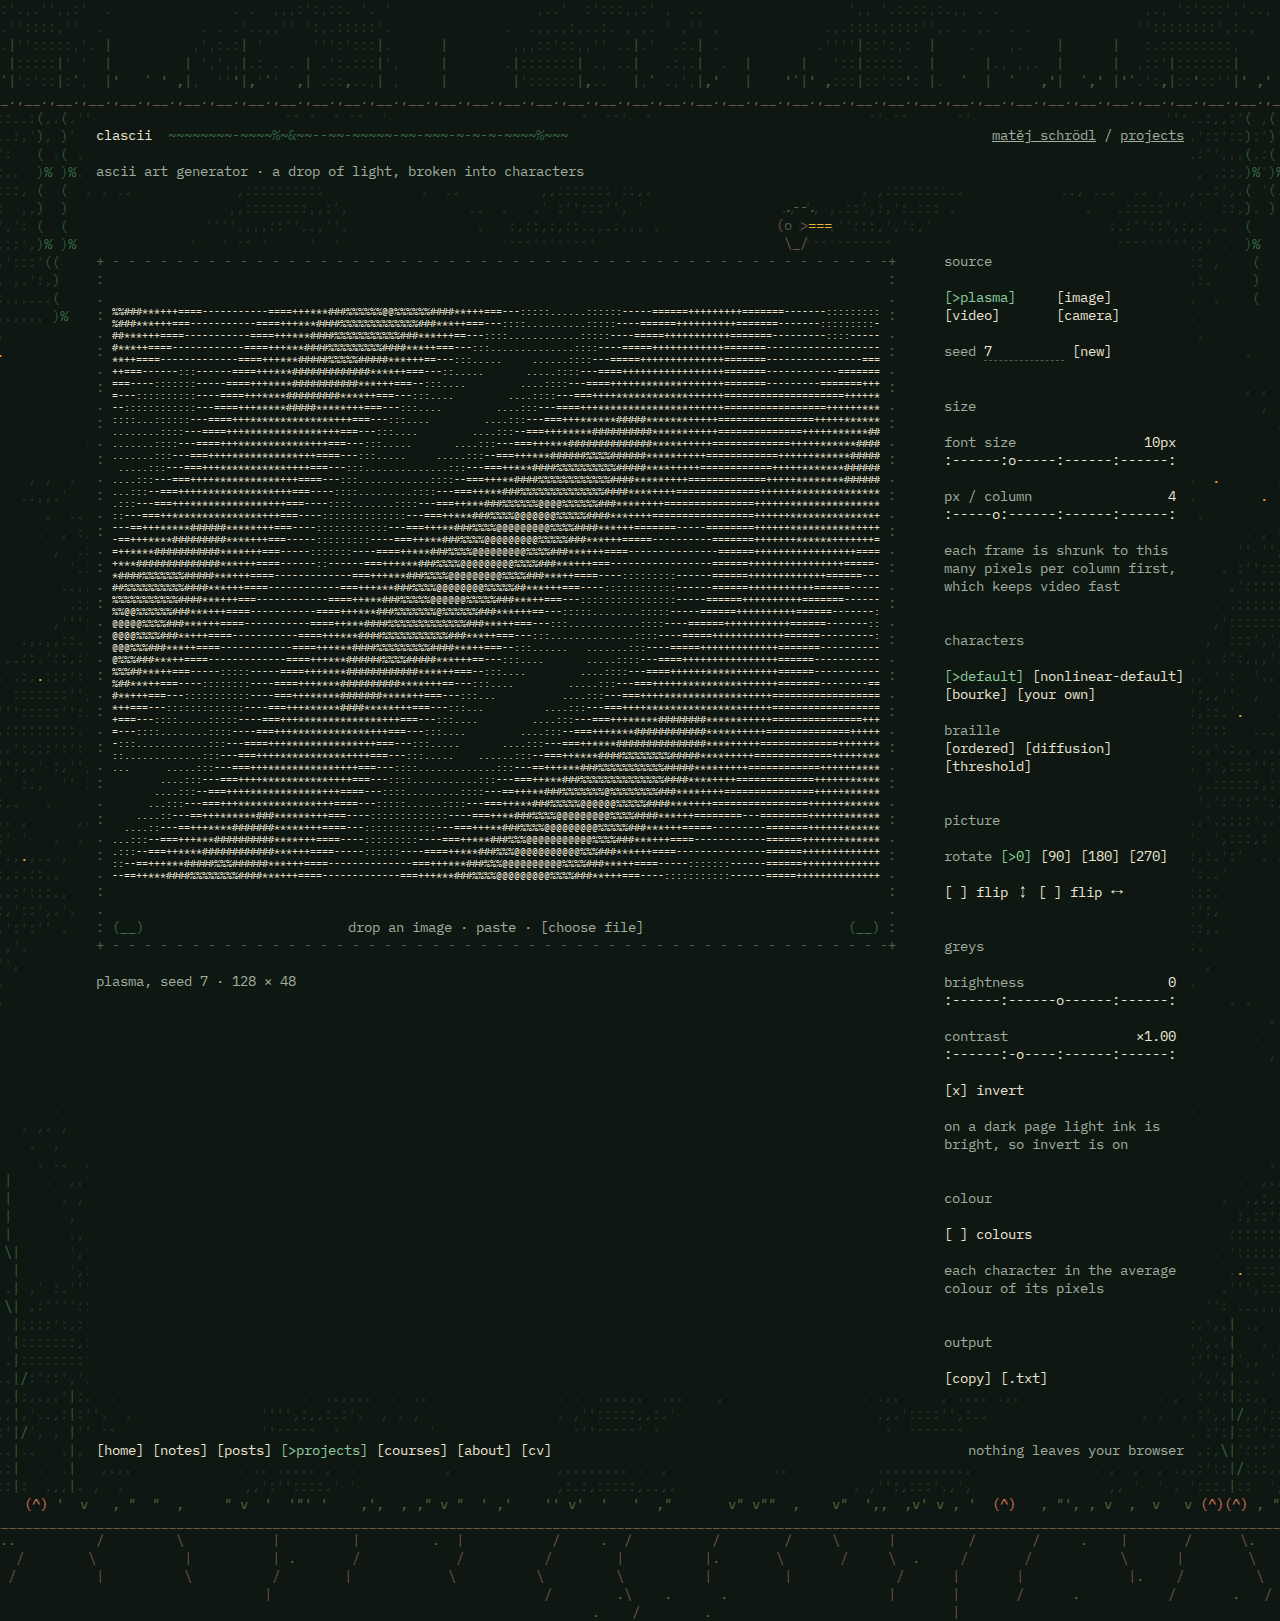 clascii
matěj schrödl / projects
ascii art generator · a drop of light, broken into characters
source
[>plasma] [image]
[video] [camera]
seed 7 [new]
size
font size 10px
:------:o-----:------:------:
px / column 4
:-----o:------:------:------:
each frame is shrunk to this
many pixels per column first,
which keeps video fast
characters
[>default] [nonlinear-default]
[bourke] [your own]
braille
[ordered] [diffusion]
[threshold]
picture
rotate [>0] [90] [180] [270]
[ ] flip ↕ [ ] flip ↔
drop an image · paste · [choose file]
greys
plasma, seed 7 · 128 × 48
brightness 0
:------:------o------:------:
contrast ×1.00
:------:-o----:------:------:
[x] invert
on a dark page light ink is
bright, so invert is on
colour
[ ] colours
each character in the average
colour of its pixels
output
[copy] [.txt]
[home] [notes] [posts] [>projects] [courses] [about] [cv]
nothing leaves your browser